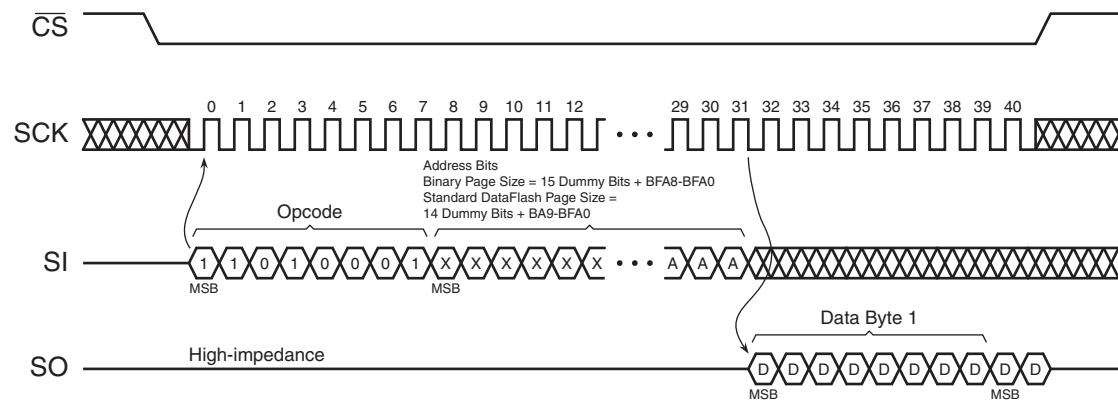 CS
SCK
0 1 2 3 4 5 6 7 8 9 10 11 12 • • • 29 30 31 32 33 34 35 36 37 38 39 40
Address Bits
Binary Page Size = 15 Dummy Bits + BFA8-BFA0
Standard DataFlash Page Size =
14 Dummy Bits + BA9-BFA0
Opcode
SI
1 1 0 1 0 0 0 1 X X X X X X • • • A A A
MSB MSB
Data Byte 1
High-impedance
SO
D D D D D D D D D D
MSB MSB